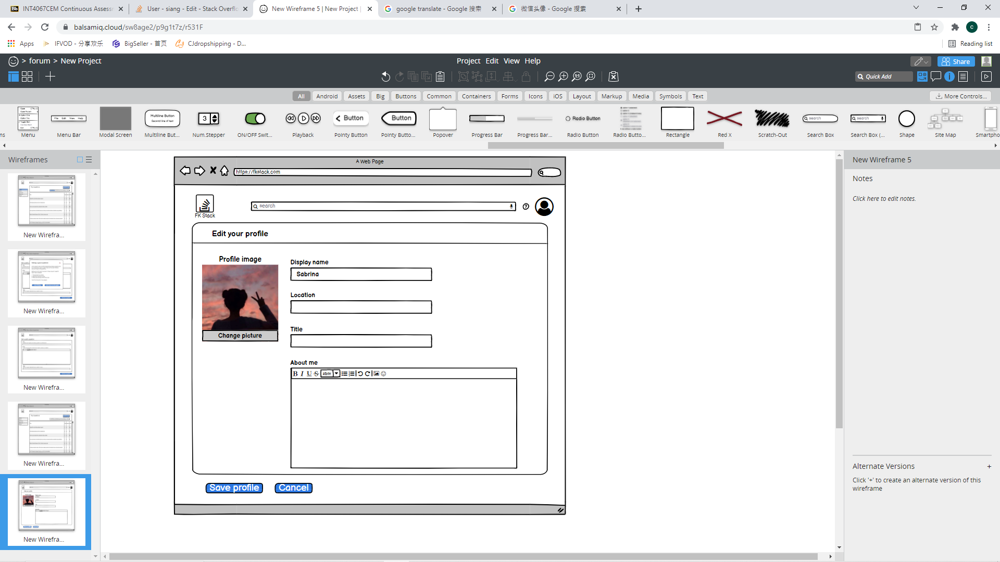 INT4067CEM Continuous Assessm
User - siang - Edit - Stack Overflo
New Wireframe 5 | New Project |
google translate - Google 搜索
微信头像 - Google 搜索
balsamiq.cloud/sw8age2/p9g1t7z/r531F
Apps
IFVOD - 分享欢乐
BigSeller - 首页
CJdropshipping - D...
Reading list
> forum > New Project
Project Edit View Help
Share
Quick Add
All Android Assets Big Buttons Common Containers Forms Icons iOS Layout Markup Media Symbols Text
More Controls...
Multiline Button
Second line of text
3
Button
Button
Radio Button
search
search
ns
Menu
Menu Bar
Modal Screen
Multiline But...
Num.Stepper
ON/OFF Swit...
Playback
Pointy Button
Pointy Butto...
Popover
Progress Bar
Progress Bar...
Radio Button
Radio Butto...
Rectangle
Red X
Scratch-Out
Search Box
Search Box (...
Shape
Site Map
Smartpho
Wireframes
New Wirefra...
New Wirefra...
New Wirefra...
New Wirefra...
New Wirefra...
A Web Page
https://fkstack.com
FK Stack
search
Edit your profile
Profile image
Change picture
Display name
Sabrina
Location
Title
About me
B I U S style
Save profile
Cancel
New Wireframe 5
Notes
Click here to edit notes.
Alternate Versions +
Click '+' to create an alternate version of this
wireframe